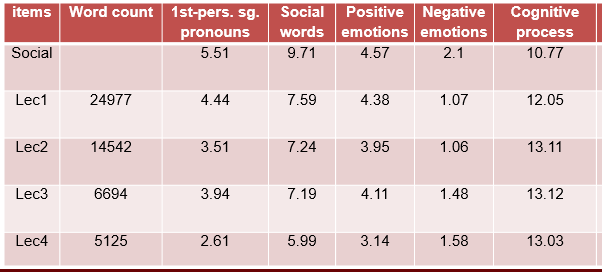 items Word count 1st-pers. sg. pronouns Social words Positive emotions Negative emotions Cognitive process
Social 5.51 9.71 4.57 2.1 10.77
Lec1 24977 4.44 7.59 4.38 1.07 12.05
Lec2 14542 3.51 7.24 3.95 1.06 13.11
Lec3 6694 3.94 7.19 4.11 1.48 13.12
Lec4 5125 2.61 5.99 3.14 1.58 13.03